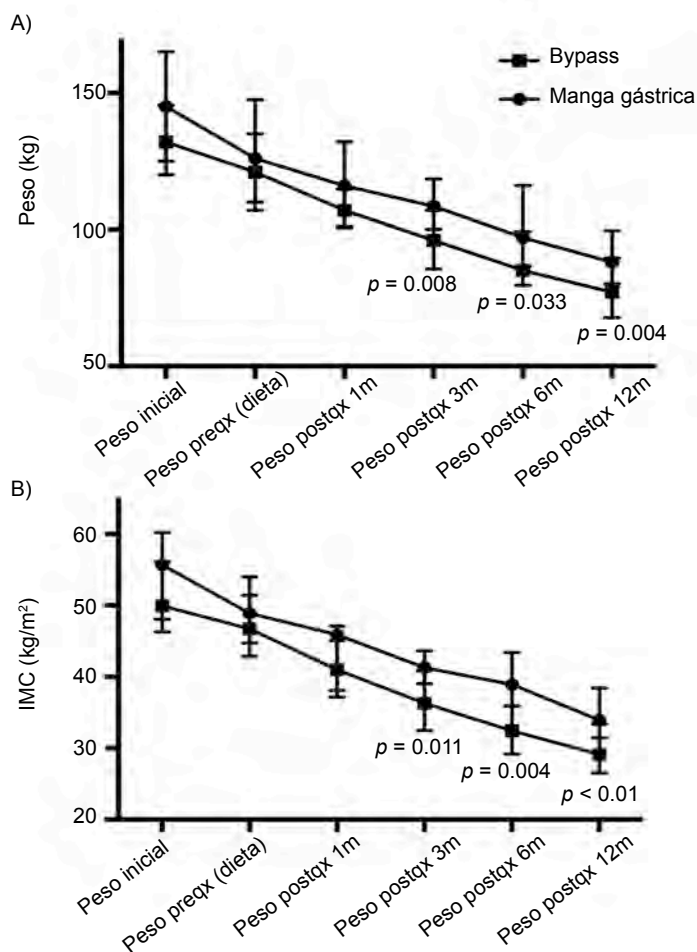 A)
Bypass
Manga gástrica
Peso (kg)
150
100
50
p = 0.008
p = 0.033
p = 0.004
Peso inicial
Peso preqx (dieta)
Peso postqx 1m
Peso postqx 3m
Peso postqx 6m
Peso postqx 12m
B)
IMC (kg/m²)
60
50
40
30
20
p = 0.011
p = 0.004
p < 0.01
Peso inicial
Peso preqx (dieta)
Peso postqx 1m
Peso postqx 3m
Peso postqx 6m
Peso postqx 12m